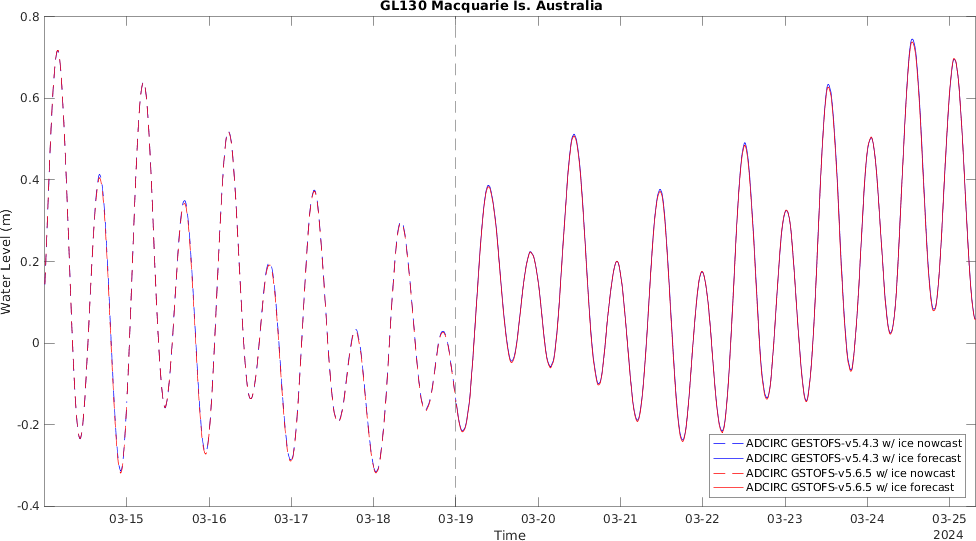 GL130 Macquarie Is. Australia
0.8
0.6
0.4
0.2
0
-0.2
-0.4
Water Level (m)
ADCIRC GESTOFS-v5.4.3 w/ ice nowcast
ADCIRC GESTOFS-v5.4.3 w/ ice forecast
ADCIRC GSTOFS-v5.6.5 w/ ice nowcast
ADCIRC GSTOFS-v5.6.5 w/ ice forecast
03-15 03-16 03-17 03-18 03-19 03-20 03-21 03-22 03-23 03-24 03-25
2024
Time